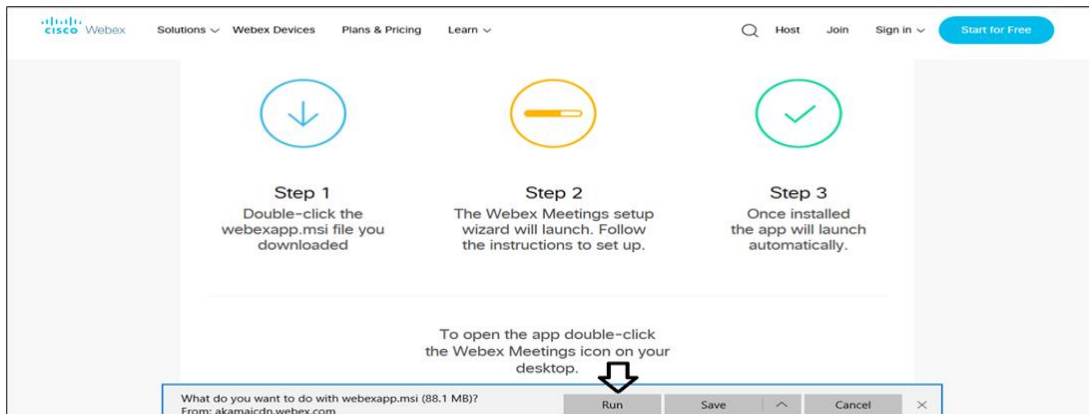 CISCO Webex Solutions Webex Devices Plans & Pricing Learn Host Join Sign in Start for Free
Step 1
Double-click the
webexapp.msi file you
downloaded
Step 2
The Webex Meetings setup
wizard will launch. Follow
the instructions to set up.
Step 3
Once installed
the app will launch
automatically.
To open the app double-click
the Webex Meetings icon on your
desktop.
What do you want to do with webexapp.msi (88.1 MB)?
From: akamaicdn.webex.com
Run Save Cancel